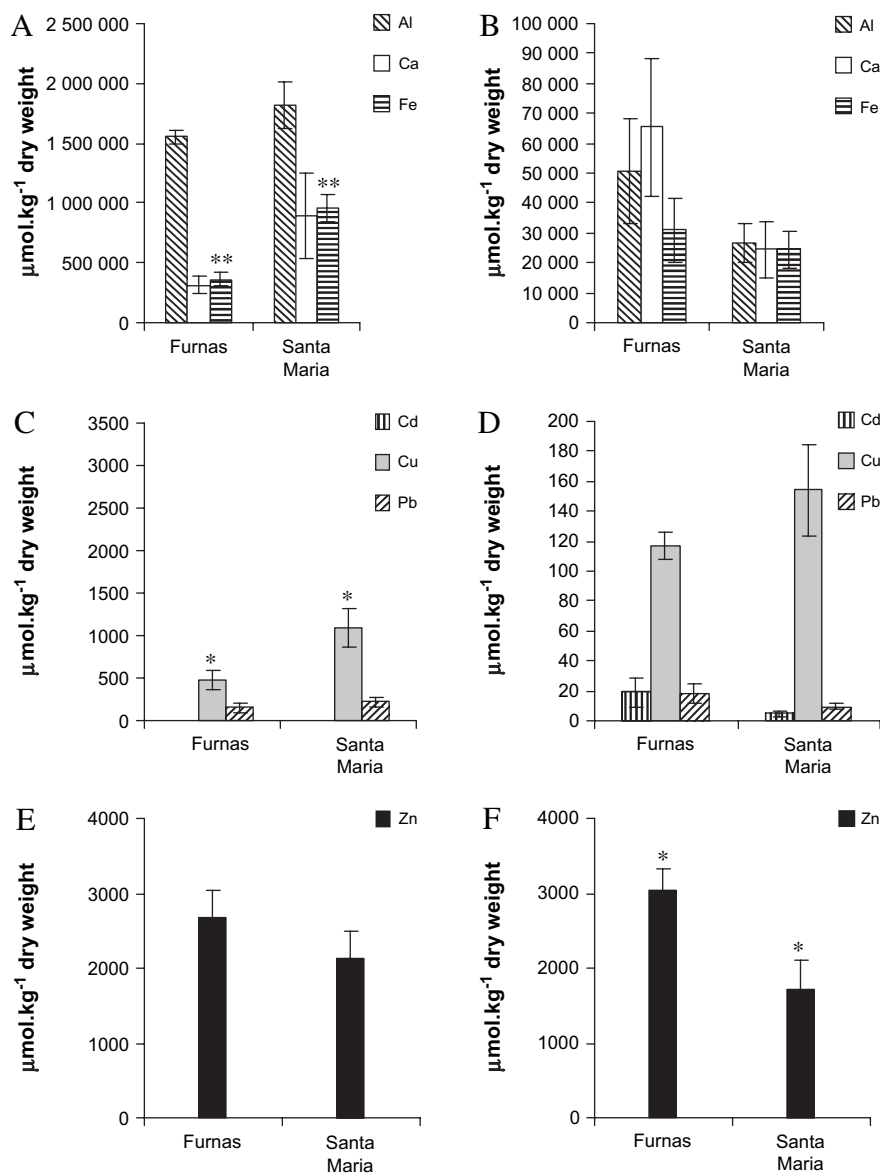 A
μmol.kg⁻¹ dry weight
2 500 000
2 000 000
1 500 000
1 000 000
500 000
0
**
**
Al
Ca
Fe
Furnas
Santa
Maria
B
μmol.kg⁻¹ dry weight
100 000
90 000
80 000
70 000
60 000
50 000
40 000
30 000
20 000
10 000
0
Al
Ca
Fe
Furnas
Santa
Maria
C
μmol.kg⁻¹ dry weight
3500
3000
2500
2000
1500
1000
500
0
*
*
Cd
Cu
Pb
Furnas
Santa
Maria
D
μmol.kg⁻¹ dry weight
200
180
160
140
120
100
80
60
40
20
0
Cd
Cu
Pb
Furnas
Santa
Maria
E
μmol.kg⁻¹ dry weight
4000
3000
2000
1000
0
Zn
Furnas
Santa
Maria
F
μmol.kg⁻¹ dry weight
4000
3000
2000
1000
0
*
*
Zn
Furnas
Santa
Maria